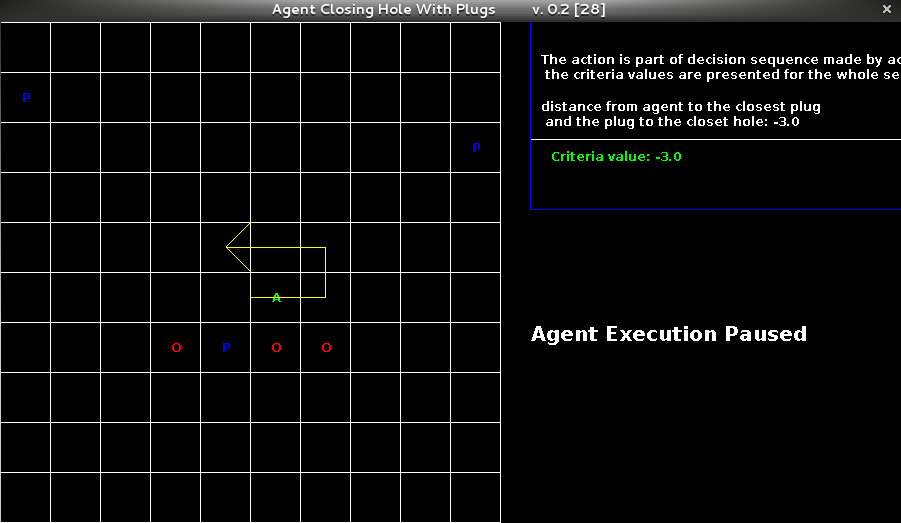 Agent Closing Hole With Plugs v. 0.2 [28] ×
The action is part of decision sequence made by
the criteria values are presented for the whole
P
distance from agent to the closest plug
and the plug to the closet hole: -3.0
P
Criteria value: -3.0
A
Agent Execution Paused
O P O O